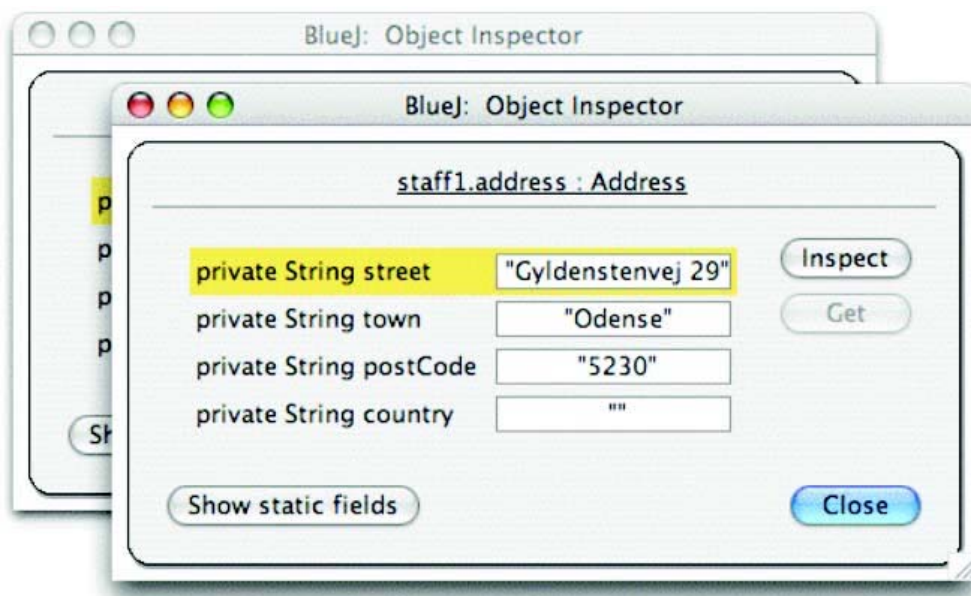 BlueJ: Object Inspector
BlueJ: Object Inspector
staff1.address : Address
private String street "Gyldenstenvej 29"
Inspect
private String town "Odense"
Get
private String postCode "5230"
private String country ""
Show static fields
Close